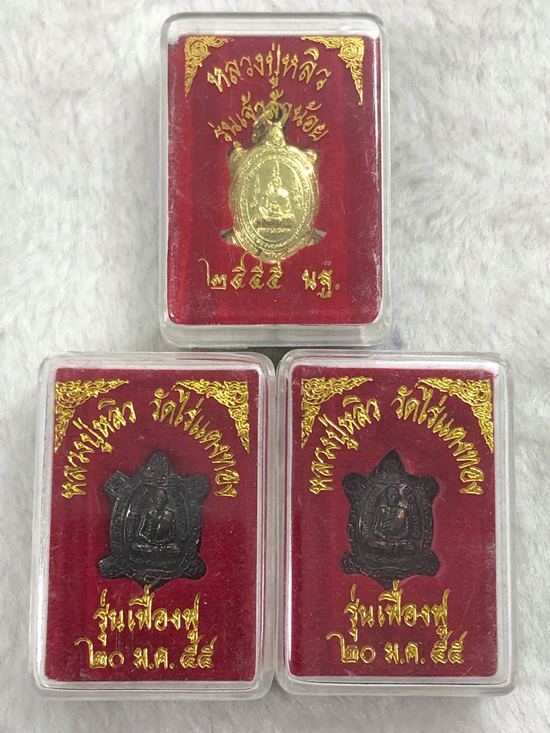 หลวงปู่หลิว
รุ่นเจ้าสัวน้อย
๒๕๕๕ นฐ.
หลวงปู่หลิว วัดไร่แตงทอง
รุ่นเฟื่องฟู
๒๐ ม.ค. ๕๕
หลวงปู่หลิว วัดไร่แตงทอง
รุ่นเฟื่องฟู
๒๐ ม.ค. ๕๕